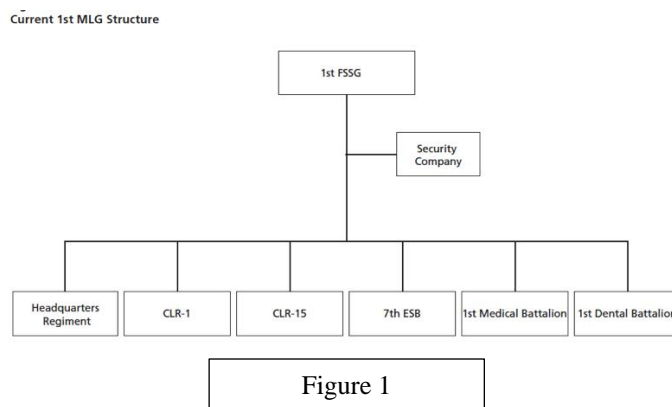 Current 1st MLG Structure
1st FSSG
Security
Company
Headquarters
Regiment
CLR-1
CLR-15
7th ESB
1st Medical Battalion
1st Dental Battalion
Figure 1